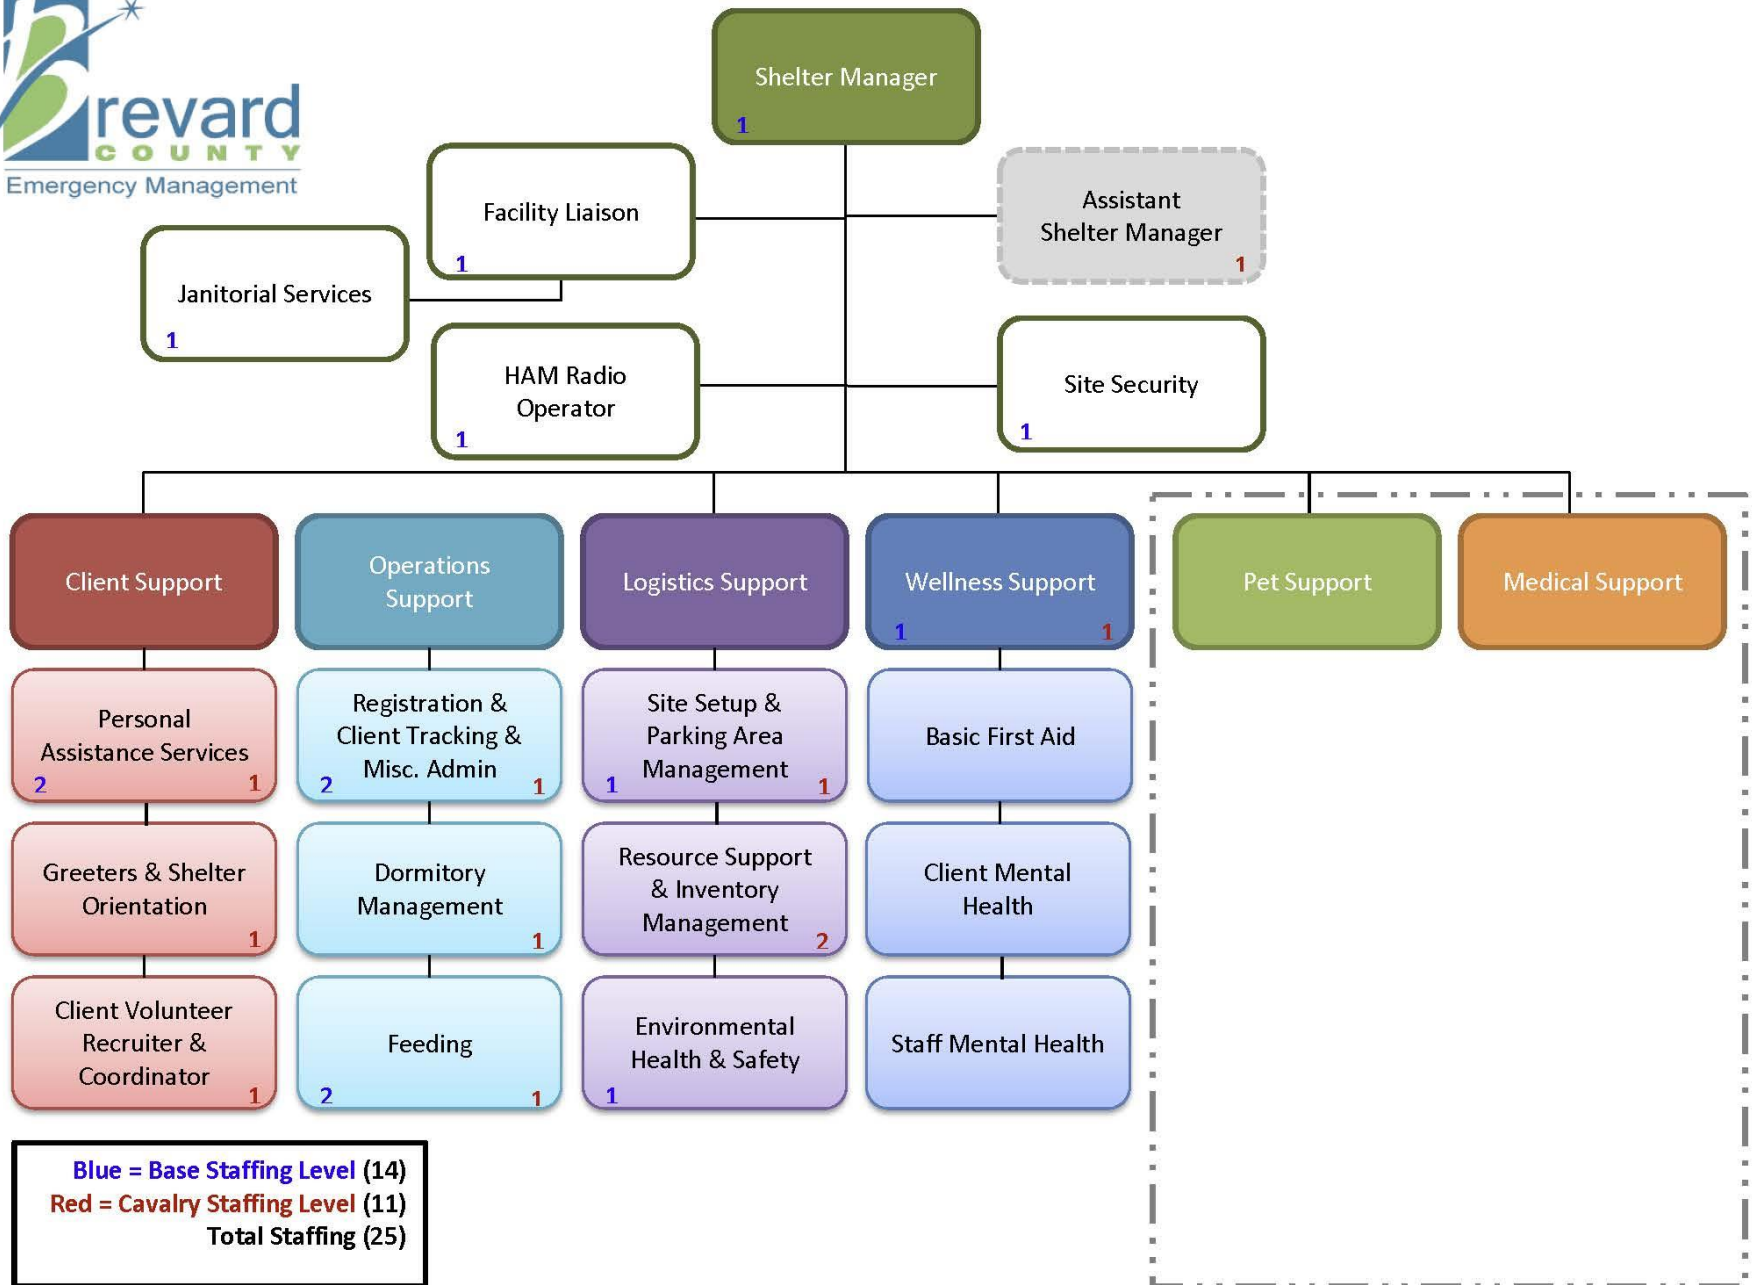 revard
COUNTY
Emergency Management
Shelter Manager
1
Facility Liaison
1
Assistant
Shelter Manager
1
Janitorial Services
1
HAM Radio
Operator
1
Site Security
1
Client Support
Operations
Support
Logistics Support
Wellness Support
1
1
Pet Support
Medical Support
Personal
Assistance Services
2
1
Registration &
Client Tracking &
Misc. Admin
2
1
Site Setup &
Parking Area
Management
1
1
Basic First Aid
Greeters & Shelter
Orientation
1
Dormitory
Management
1
Resource Support
& Inventory
Management
2
Client Mental
Health
Client Volunteer
Recruiter &
Coordinator
1
Feeding
2
1
Environmental
Health & Safety
1
Staff Mental Health
Blue = Base Staffing Level (14)
Red = Cavalry Staffing Level (11)
Total Staffing (25)